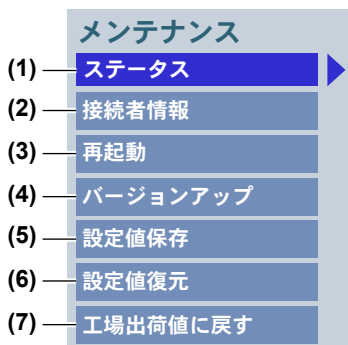 メンテナンス
(1) ステータス
(2) 接続者情報
(3) 再起動
(4) バージョンアップ
(5) 設定値保存
(6) 設定値復元
(7) 工場出荷値に戻す